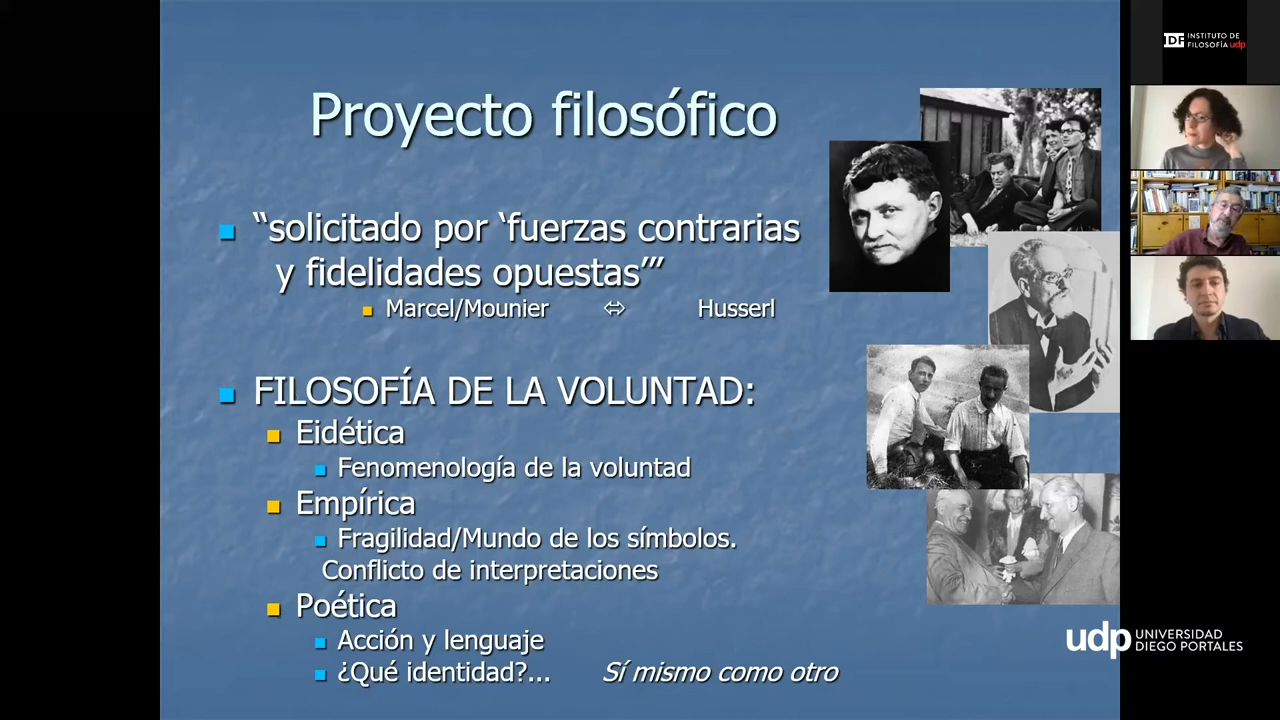 Proyecto filosófico
“solicitado por ‘fuerzas contrarias
y fidelidades opuestas’”
Marcel/Mounier ⇔ Husserl
FILOSOFÍA DE LA VOLUNTAD:
Eidética
Fenomenología de la voluntad
Empírica
Fragilidad/Mundo de los símbolos.
Conflicto de interpretaciones
Poética
Acción y lenguaje
¿Qué identidad?... Sí mismo como otro
IDF INSTITUTO DE
FILOSOFÍA udp
udp UNIVERSIDAD
DIEGO PORTALES